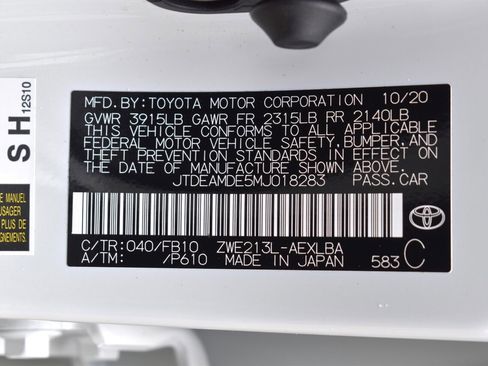 MFD. BY: TOYOTA MOTOR CORPORATION 10/20
GVWR 3915LB GAWR FR 2315LB RR 2140LB
THIS VEHICLE CONFORMS TO ALL APPLICABLE
FEDERAL MOTOR VEHICLE SAFETY, BUMPER, AND
THEFT PREVENTION STANDARDS IN EFFECT ON
THE DATE OF MANUFACTURE SHOWN ABOVE.
JTDEAMDE5MJ018283 PASS. CAR
C/TR: 040/FB10 ZWE213L-AEXLBA
A/TM: /P610 MADE IN JAPAN 583 C
SH 12S10
LE MANUEL
USAGER
IGNEMENTS.